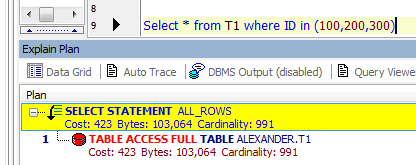 8
9 Select * from T1 where ID in (100,200,300)
Explain Plan
Data Grid Auto Trace DBMS Output (disabled) Query Viewer
Plan
SELECT STATEMENT ALL_ROWS
Cost: 423 Bytes: 103,064 Cardinality: 991
1 TABLE ACCESS FULL TABLE ALEXANDER.T1
Cost: 423 Bytes: 103,064 Cardinality: 991